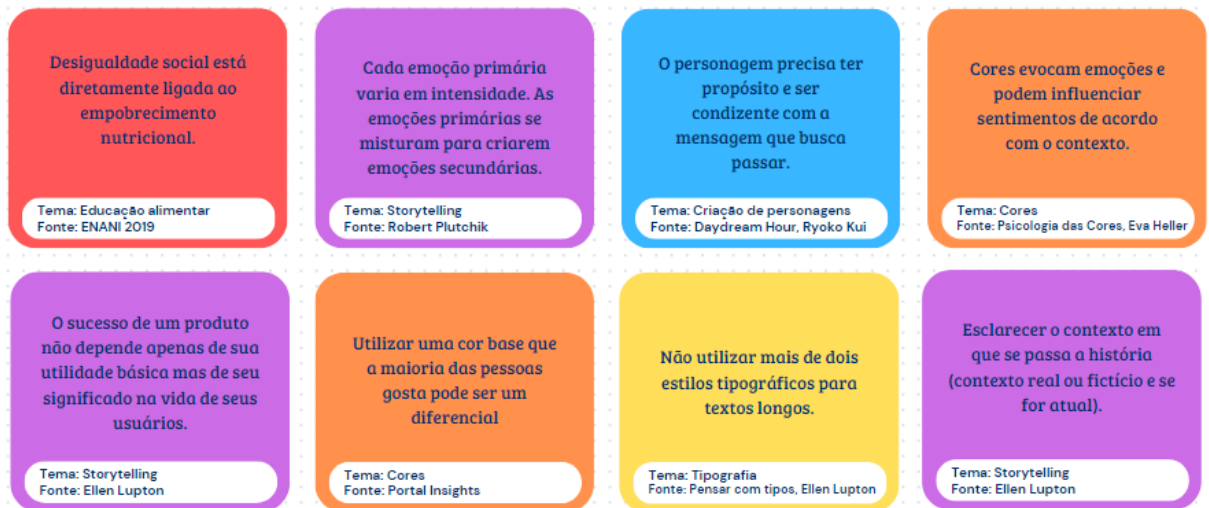 Desigualdade social está
diretamente ligada ao
empobrecimento
nutricional.
Tema: Educação alimentar
Fonte: ENANI 2019
Cada emoção primária
varia em intensidade. As
emoções primárias se
misturam para criarem
emoções secundárias.
Tema: Storytelling
Fonte: Robert Plutchik
O personagem precisa ter
propósito e ser
condizente com a
mensagem que busca
passar.
Tema: Criação de personagens
Fonte: Daydream Hour, Ryoko Kui
Cores evocam emoções e
podem influenciar
sentimentos de acordo
com o contexto.
Tema: Cores
Fonte: Psicologia das Cores, Eva Heller
O sucesso de um produto
não depende apenas de sua
utilidade básica mas de seu
significado na vida de seus
usuários.
Tema: Storytelling
Fonte: Ellen Lupton
Utilizar uma cor base que
a maioria das pessoas
gosta pode ser um
diferencial
Tema: Cores
Fonte: Portal Insights
Não utilizar mais de dois
estilos tipográficos para
textos longos.
Tema: Tipografia
Fonte: Pensar com tipos, Ellen Lupton
Esclarecer o contexto em
que se passa a história
(contexto real ou fictício e se
for atual).
Tema: Storytelling
Fonte: Ellen Lupton